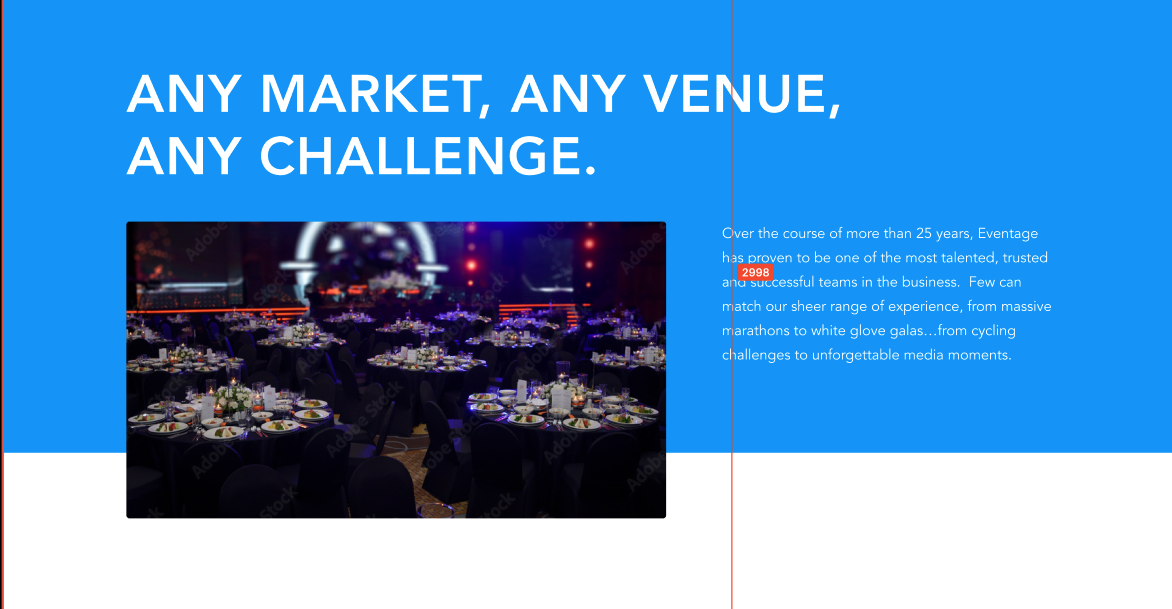 ANY MARKET, ANY VENUE,
ANY CHALLENGE.
Over the course of more than 25 years, Eventage
has proven to be one of the most talented, trusted
2998
and successful teams in the business.  Few can
match our sheer range of experience, from massive
marathons to white glove galas…from cycling
challenges to unforgettable media moments.
Adobe Stock